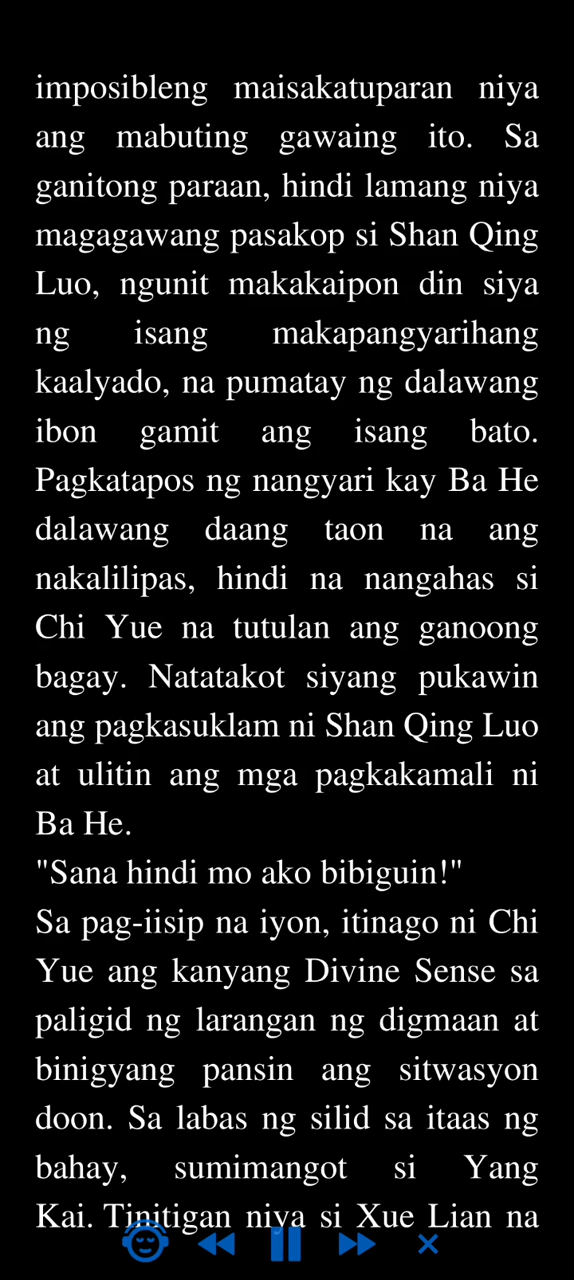 imposibleng maisakatuparan niya
ang mabuting gawaing ito. Sa
ganitong paraan, hindi lamang niya
magagawang pasakop si Shan Qing
Luo, ngunit makakaipon din siya
ng isang makapangyarihang
kaalyado, na pumatay ng dalawang
ibon gamit ang isang bato.
Pagkatapos ng nangyari kay Ba He
dalawang daang taon na ang
nakalilipas, hindi na nangahas si
Chi Yue na tutulan ang ganoong
bagay. Natatakot siyang pukawin
ang pagkasuklam ni Shan Qing Luo
at ulitin ang mga pagkakamali ni
Ba He.
"Sana hindi mo ako bibiguin!"
Sa pag-iisip na iyon, itinago ni Chi
Yue ang kanyang Divine Sense sa
paligid ng larangan ng digmaan at
binigyang pansin ang sitwasyon
doon. Sa labas ng silid sa itaas ng
bahay, sumimangot si Yang
Kai. Tinitigan niya si Xue Lian na